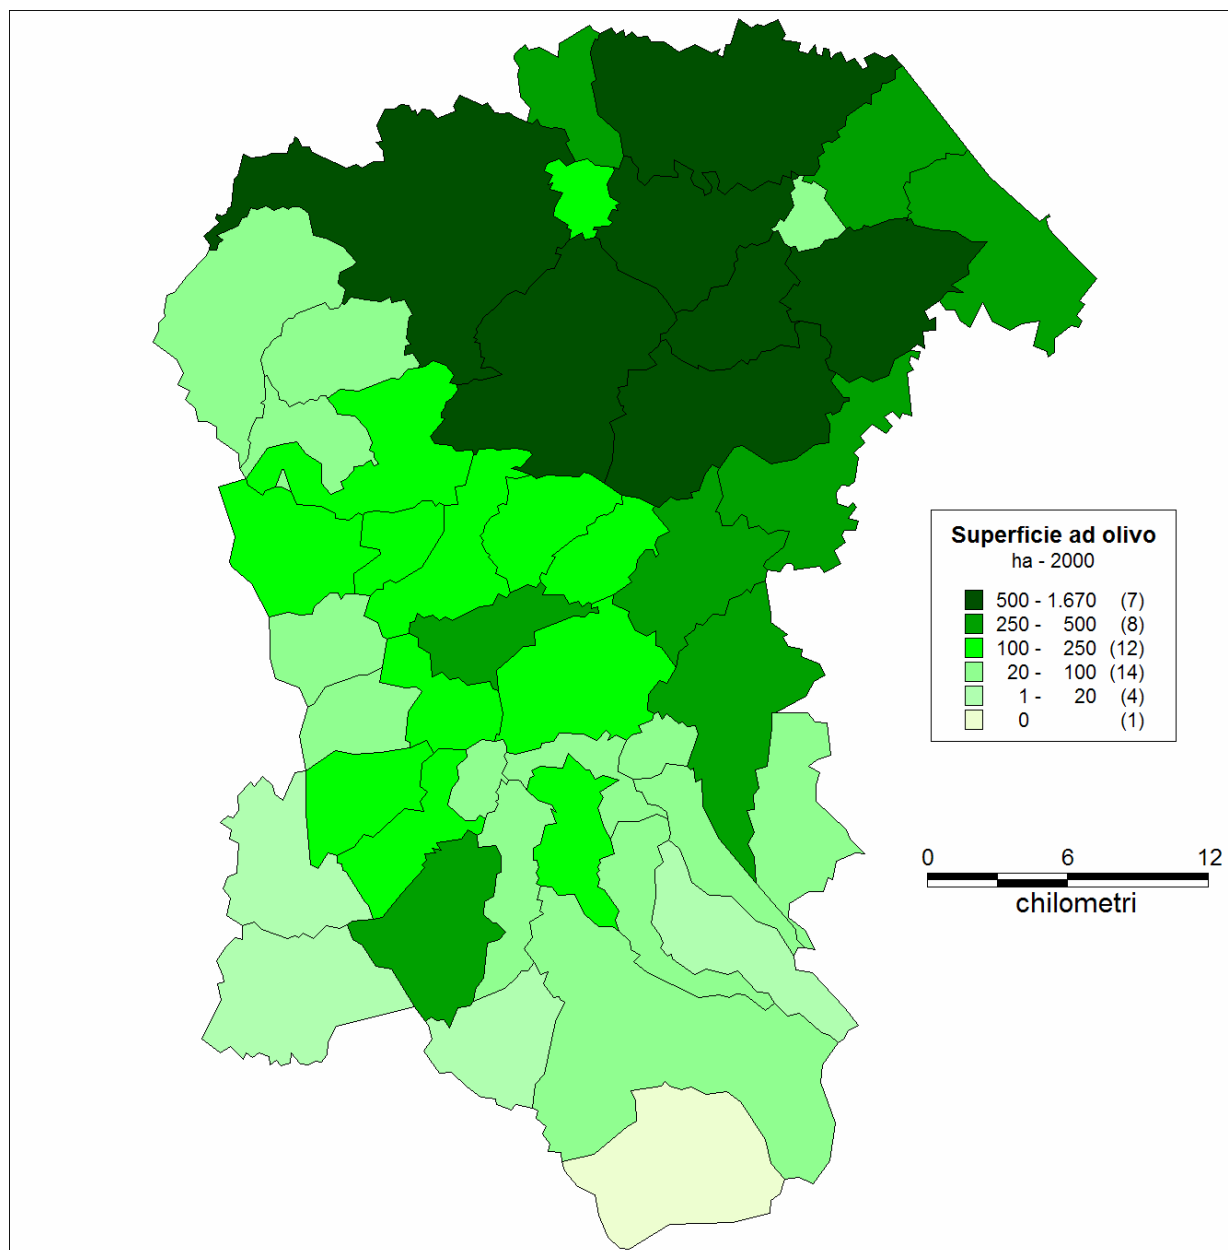 Superficie ad olivo
ha - 2000
500 - 1.670 (7)
250 - 500 (8)
100 - 250 (12)
20 - 100 (14)
1 - 20 (4)
0 (1)
0 6 12
chilometri